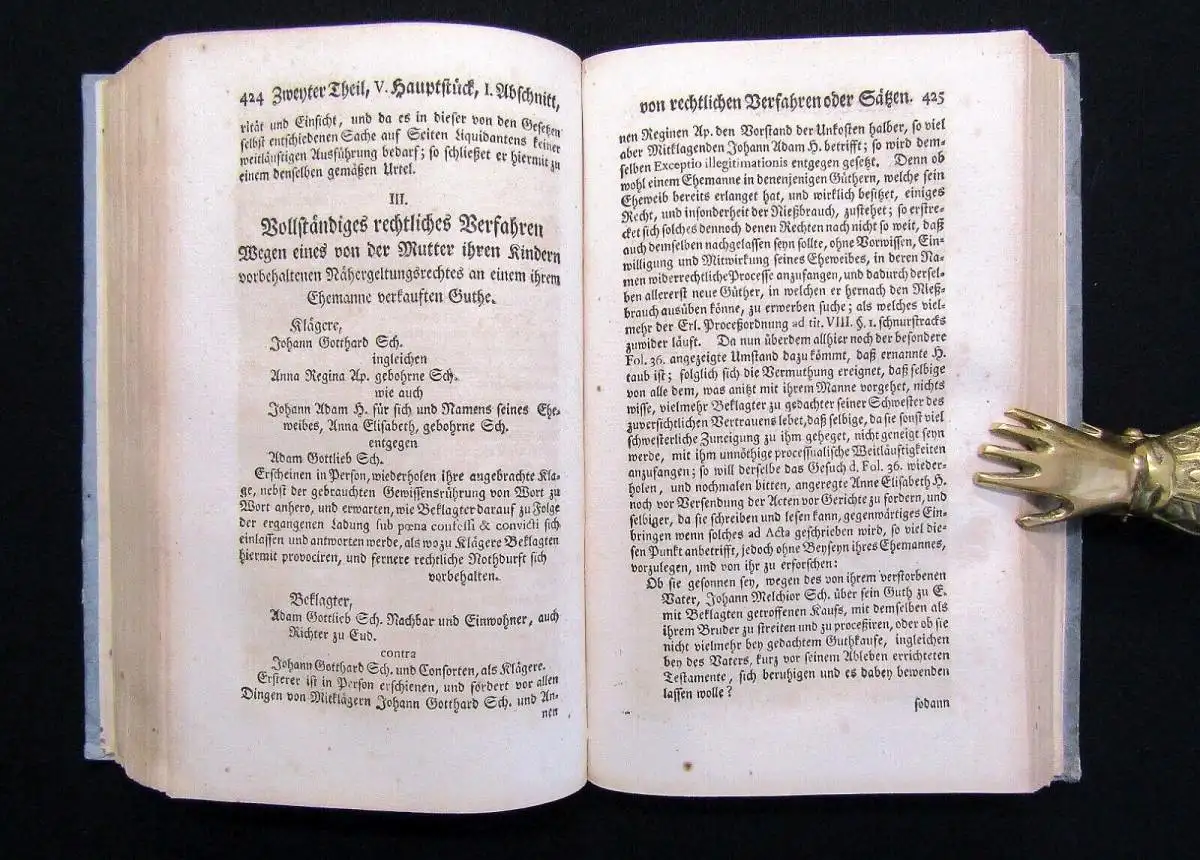 424 Zweyter Theil, V. Hauptstück, I. Abschnitt,
rität und Einsicht, und da es in dieser von den Gesetzen
selbst entschiedenen Sache auf Seiten Liquidantens keiner
weitläuftigen Ausführung bedarf; so schließet er hiermit zu
einem denselben gemäßen Urtel.
III.
Vollständiges rechtliches Verfahren
Wegen eines von der Mutter ihren Kindern
vorbehaltenen Nähergeltungsrechtes an einem ihrem
Ehemanne verkauften Guthe.
Klägere,
Johann Gotthard Sch.
ingleichen
Anna Regina Ap. gebohrne Sch.
wie auch
Johann Adam H. für sich und Namens seines Ehe-
weibes, Anna Elisabeth, gebohrne Sch.
entgegen
Adam Gottlieb Sch.
Erscheinen in Person, wiederholen ihre angebrachte Kla-
ge, nebst der gebrauchten Gewissensrührung von Wort zu
Wort anhero, und erwarten, wie Beklagter darauf zu Folge
der ergangenen Ladung sub pœna confessi & convicti sich
einlassen und antworten werde, als wozu Klägere Beklagten
hiermit provociren, und fernere rechtliche Nothdurft sich
vorbehalten.
Beklagter,
Adam Gottlieb Sch. Nachbar und Einwohner, auch
Richter zu Eud.
contra
Johann Gotthard Sch. und Consorten, als Klägere.
Ersterer ist in Person erschienen, und fördert vor allen
Dingen von Mitklägern Johann Gotthard Sch. und An-
nen
von rechtlichen Verfahren oder Sätzen. 425
nen Reginen Ap. den Vorstand der Unkosten halber, so viel
aber Mitklagenden Johann Adam H. betrifft; so wird dem-
selben Exceptio illegitimationis entgegen gesetzt. Denn ob
wohl einem Ehemanne in denenjenigen Güthern, welche sein
Eheweib bereits erlanget hat, und wirklich besitzet, einiges
Recht, und insonderheit der Nießbrauch, zustehet; so erstre-
cket sich solches dennoch denen Rechten nach nicht so weit, daß
auch demselben nachgelassen seyn sollte, ohne Vorwissen, Ein-
willigung und Mitwirkung seines Eheweibes, in deren Na-
men widerrechtliche Processe anzufangen, und dadurch dersel-
ben allererst neue Güther, in welchen er hernach den Nieß-
brauch ausüben könne, zu erwerben suche; als welches viel-
mehr der Erl. Proceßordnung ad tit. VIII. §. 1. schnurstracks
zuwider läuft. Da nun überdem allhier noch der besondere
Fol. 36. angezeigte Umstand dazu kömmt, daß ernannte H.
taub ist; folglich sich die Vermuthung ereignet, daß selbige
von alle dem, was anitzt mit ihrem Manne vorgehet, nichts
wisse, vielmehr Beklagter zu gedachter seiner Schwester des
zuversichtlichen Vertrauens lebet, daß selbige, da sie sonst viel
schwesterliche Zuneigung zu ihm geheget, nicht geneigt seyn
werde, mit ihm unnöthige processualische Weitläuftigkeiten
anzufangen; so will derselbe das Gesuch d. Fol. 36. wieder-
holen, und nochmalen bitten, angeregte Anne Elisabeth H.
noch vor Versendung der Acten vor Gerichte zu fordern, und
selbiger, da sie schreiben und lesen kann, gegenwärtiges Ein-
bringen wenn solches ad Acta geschrieben wird, so viel die-
sen Punkt anbetrifft, jedoch ohne Beyseyn ihres Ehemannes,
vorzulegen, und von ihr zu erforschen:
Ob sie gesonnen sey, wegen des von ihrem verstorbenen
Vater, Johann Melchior Sch. über sein Guth zu E.
mit Beklagten getroffenen Kaufs, mit demselben als
ihrem Bruder zu streiten und zu proceßiren, oder ob sie
nicht vielmehr bey gedachtem Guthkaufe, ingleichen
bey des Vaters, kurz vor seinem Ableben errichteten
Testamente, sich beruhigen und es dabey bewenden
lassen wolle?
sodann